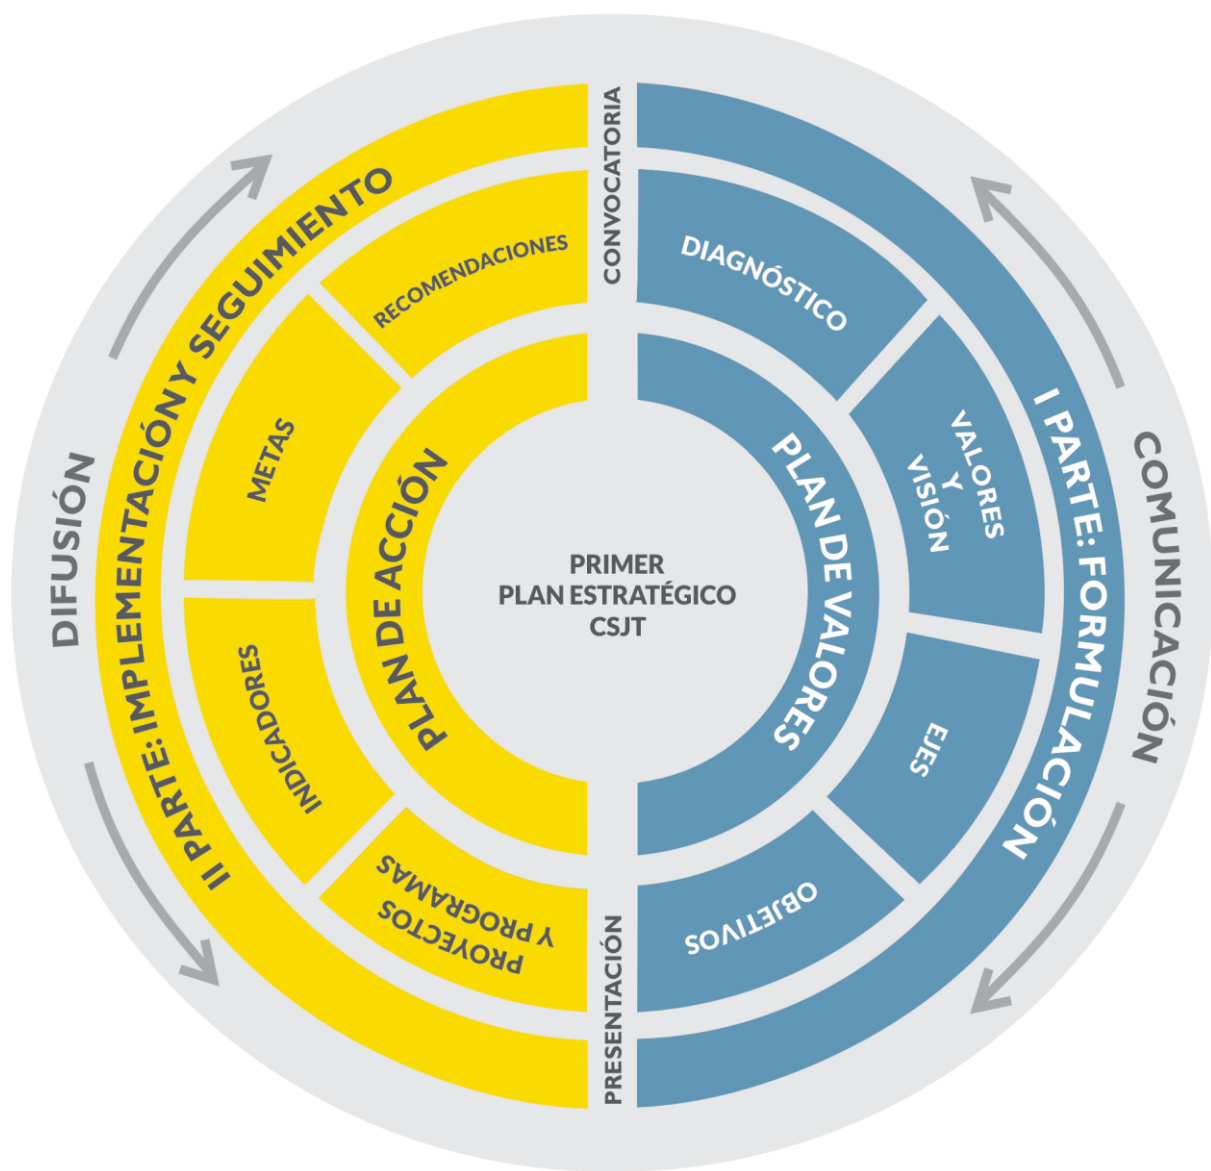 CONVOCATORIA
DIAGNÓSTICO
VALORES
Y
VISIÓN
EJES
OBJETIVOS
PLAN DE VALORES
I PARTE: FORMULACIÓN
COMUNICACIÓN
PRESENTACIÓN
PROYECTOS
Y PROGRAMAS
INDICADORES
METAS
RECOMENDACIONES
PLAN DE ACCIÓN
II PARTE: IMPLEMENTACIÓN Y SEGUIMIENTO
DIFUSIÓN
PRIMER
PLAN ESTRATÉGICO
CSJT